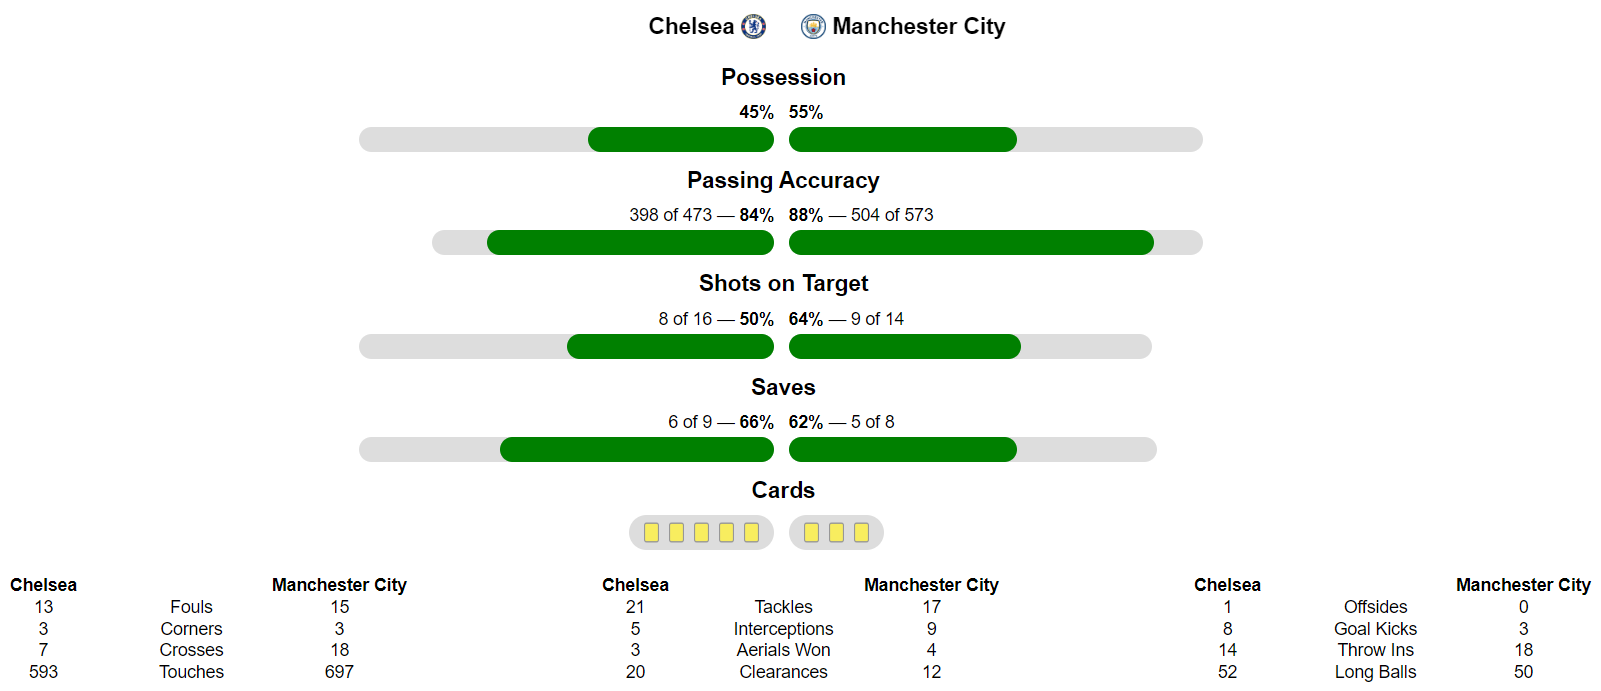 Chelsea Manchester City
Possession
45% 55%
Passing Accuracy
398 of 473 — 84% 88% — 504 of 573
Shots on Target
8 of 16 — 50% 64% — 9 of 14
Saves
6 of 9 — 66% 62% — 5 of 8
Cards
Chelsea Manchester City Chelsea Manchester City Chelsea Manchester City
13 Fouls 15 21 Tackles 17 1 Offsides 0
3 Corners 3 5 Interceptions 9 8 Goal Kicks 3
7 Crosses 18 3 Aerials Won 4 14 Throw Ins 18
593 Touches 697 20 Clearances 12 52 Long Balls 50